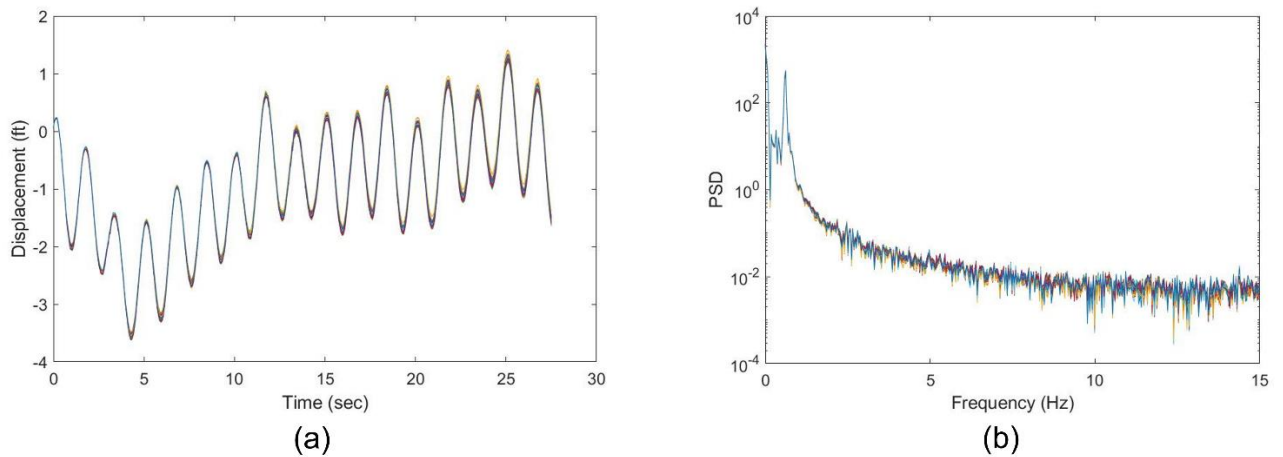 2
1
0
-1
-2
-3
-4
0 5 10 15 20 25 30
Displacement (ft)
Time (sec)
(a)
10^4
10^2
10^0
10^-2
10^-4
0 5 10 15
PSD
Frequency (Hz)
(b)